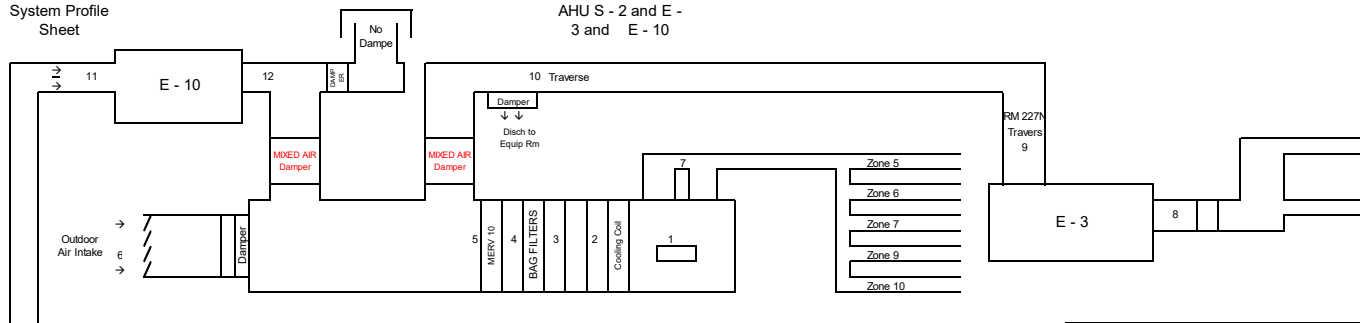 System Profile
Sheet
AHU S - 2 and E -
3 and E - 10
No
Dampe
11
E - 10
12
DAMP
ER
10 Traverse
Damper
Disch to
Equip Rm
RM 227N
Travers
9
MIXED AIR
Damper
MIXED AIR
Damper
7
Zone 5
Zone 6
Zone 7
Zone 9
Zone 10
E - 3
8
Outdoor
Air Intake
6
Damper
5
MERV 10
4
BAG FILTERS
3
2
Cooling Coil
1